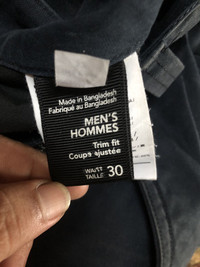 Made in Bangladesh
Fabriqué au Bangladesh
MEN'S
HOMMES
Trim fit
Coupe ajustée
WAIST
TAILLE 30